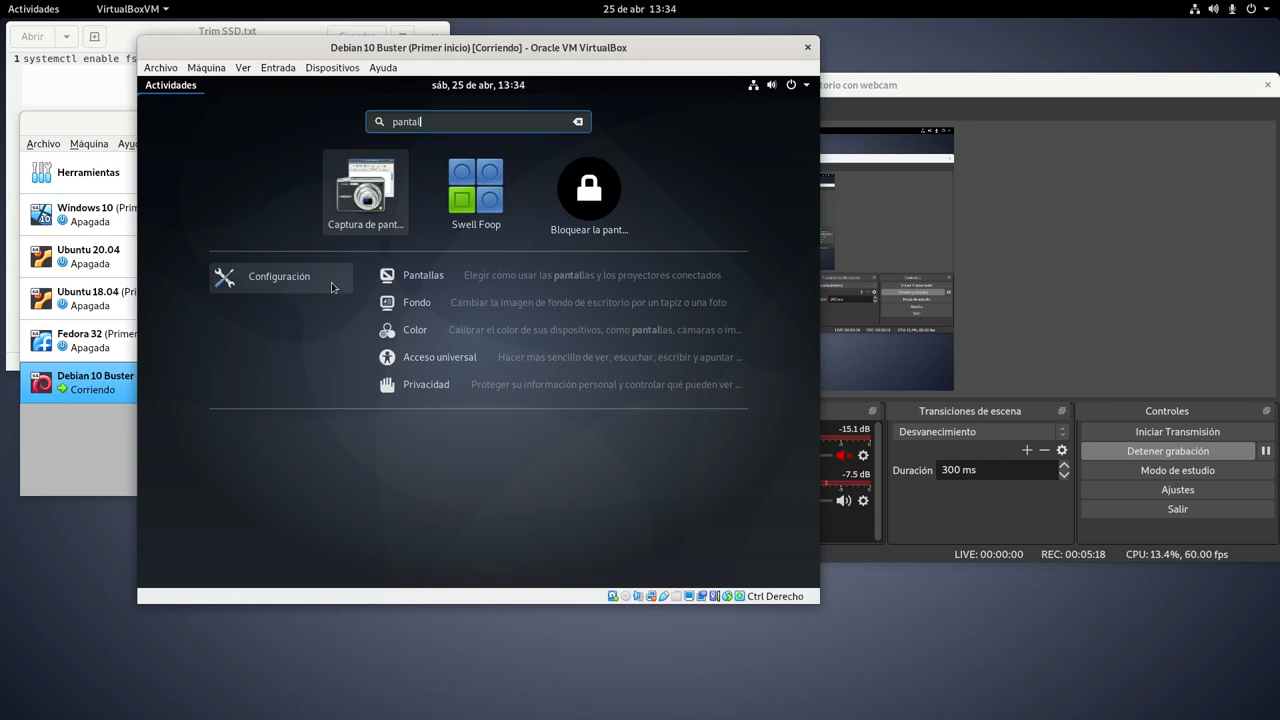 Actividades
VirtualBoxVM
25 de abr 13:34
Abrir
Trim SSD.txt
1 systemctl enable fs
Debian 10 Buster (Primer inicio) [Corriendo] - Oracle VM VirtualBox
Archivo Máquina Ver Entrada Dispositivos Ayuda
Actividades
sáb, 25 de abr, 13:34
pantal
Captura de pant...
Swell Foop
Bloquear la pant...
Configuración
Pantallas Elegir cómo usar las pantallas y los proyectores conectados
Fondo Cambiar la imagen de fondo de escritorio por un tapiz o una foto
Color Calibrar el color de sus dispositivos, como pantallas, cámaras o im...
Acceso universal Hacer mas sencillo de ver, escuchar, escribir y apuntar ...
Privacidad Proteger su información personal y controlar qué pueden ver ...
Ctrl Derecho
Archivo Máquina Ayu
Herramientas
Windows 10 (Prim
Apagada
Ubuntu 20.04
Apagada
Ubuntu 18.04 (Pri
Apagada
Fedora 32 (Primer
Apagada
Debian 10 Buster
Corriendo
torio con webcam
-15.1 dB
-7.5 dB
Transiciones de escena
Desvanecimiento
Duración 300 ms
Controles
Iniciar Transmisión
Detener grabación
Modo de estudio
Ajustes
Salir
LIVE: 00:00:00 REC: 00:05:18 CPU: 13.4%, 60.00 fps